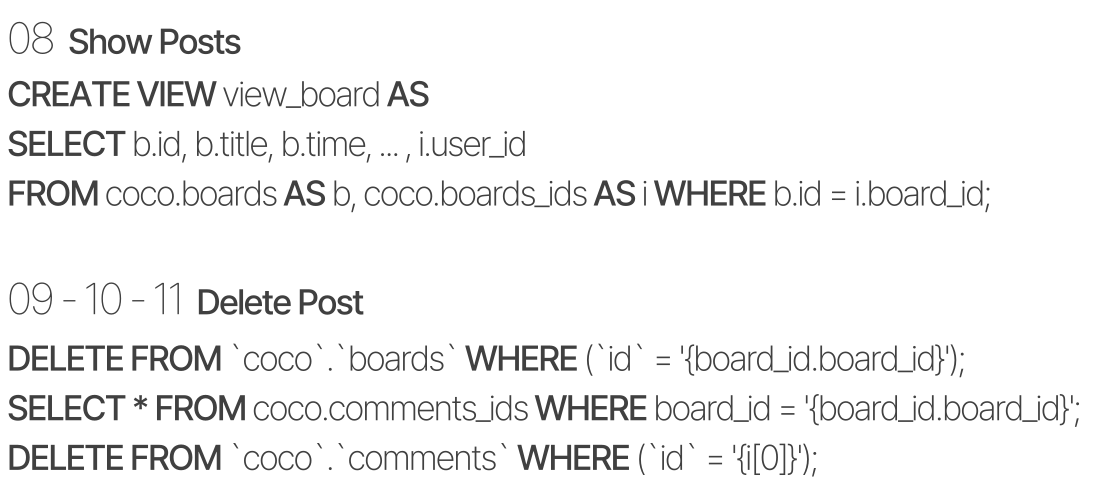 08 Show Posts
CREATE VIEW view_board AS
SELECT b.id, b.title, b.time, ... , i.user_id
FROM coco.boards AS b, coco.boards_ids AS i WHERE b.id = i.board_id;
09 - 10 - 11 Delete Post
DELETE FROM `coco`.`boards` WHERE (`id` = '{board_id.board_id}');
SELECT * FROM coco.comments_ids WHERE board_id = '{board_id.board_id}';
DELETE FROM `coco`.`comments` WHERE (`id` = '{i[0]}');